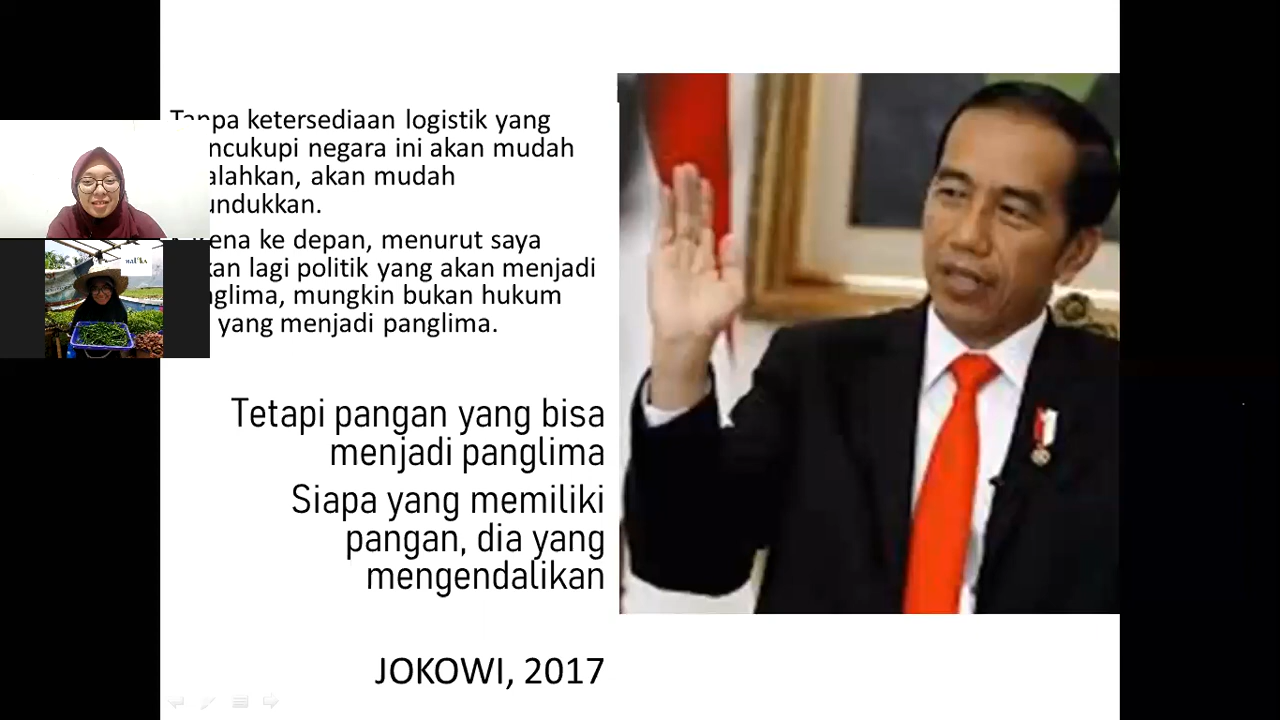 Tanpa ketersediaan logistik yang
negara ini akan mudah
akan mudah
ke depan, menurut saya
lagi politik yang akan menjadi
mungkin bukan hukum
yang menjadi panglima.
Tetapi pangan yang bisa
menjadi panglima
Siapa yang memiliki
pangan, dia yang
mengendalikan
JOKOWI, 2017